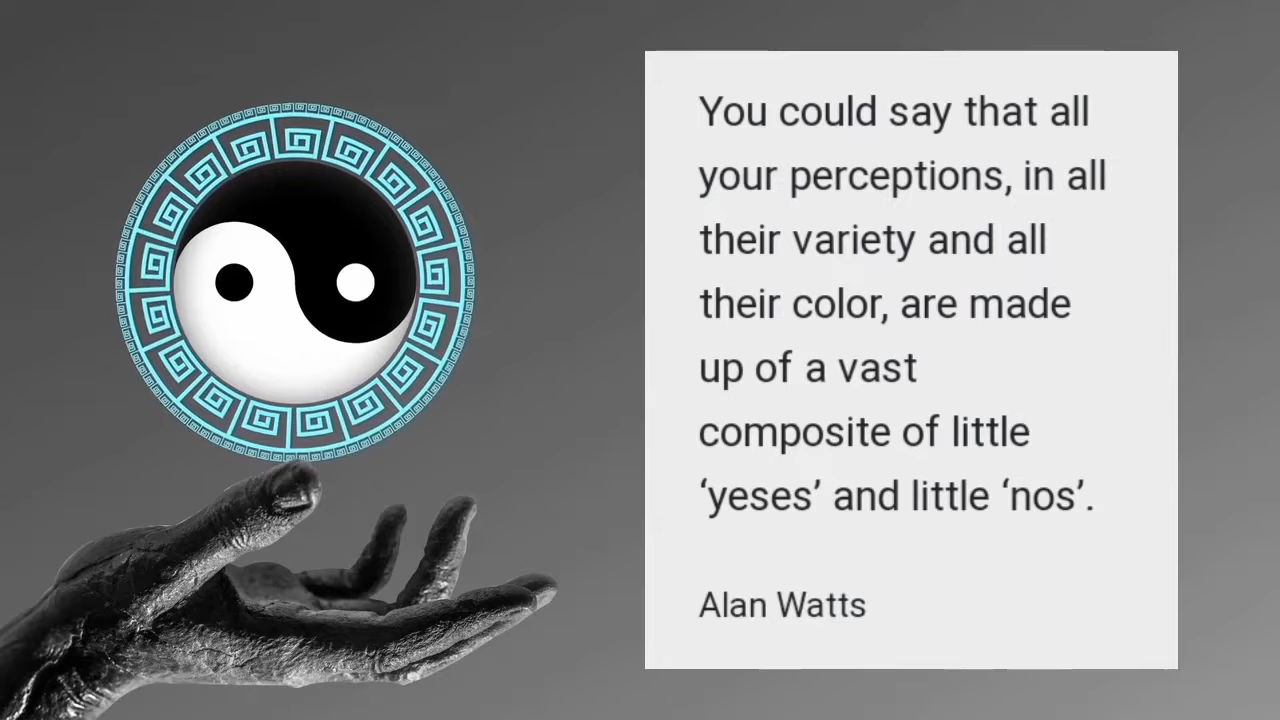 You could say that all
your perceptions, in all
their variety and all
their color, are made
up of a vast
composite of little
‘yeses’ and little ‘nos’.
Alan Watts